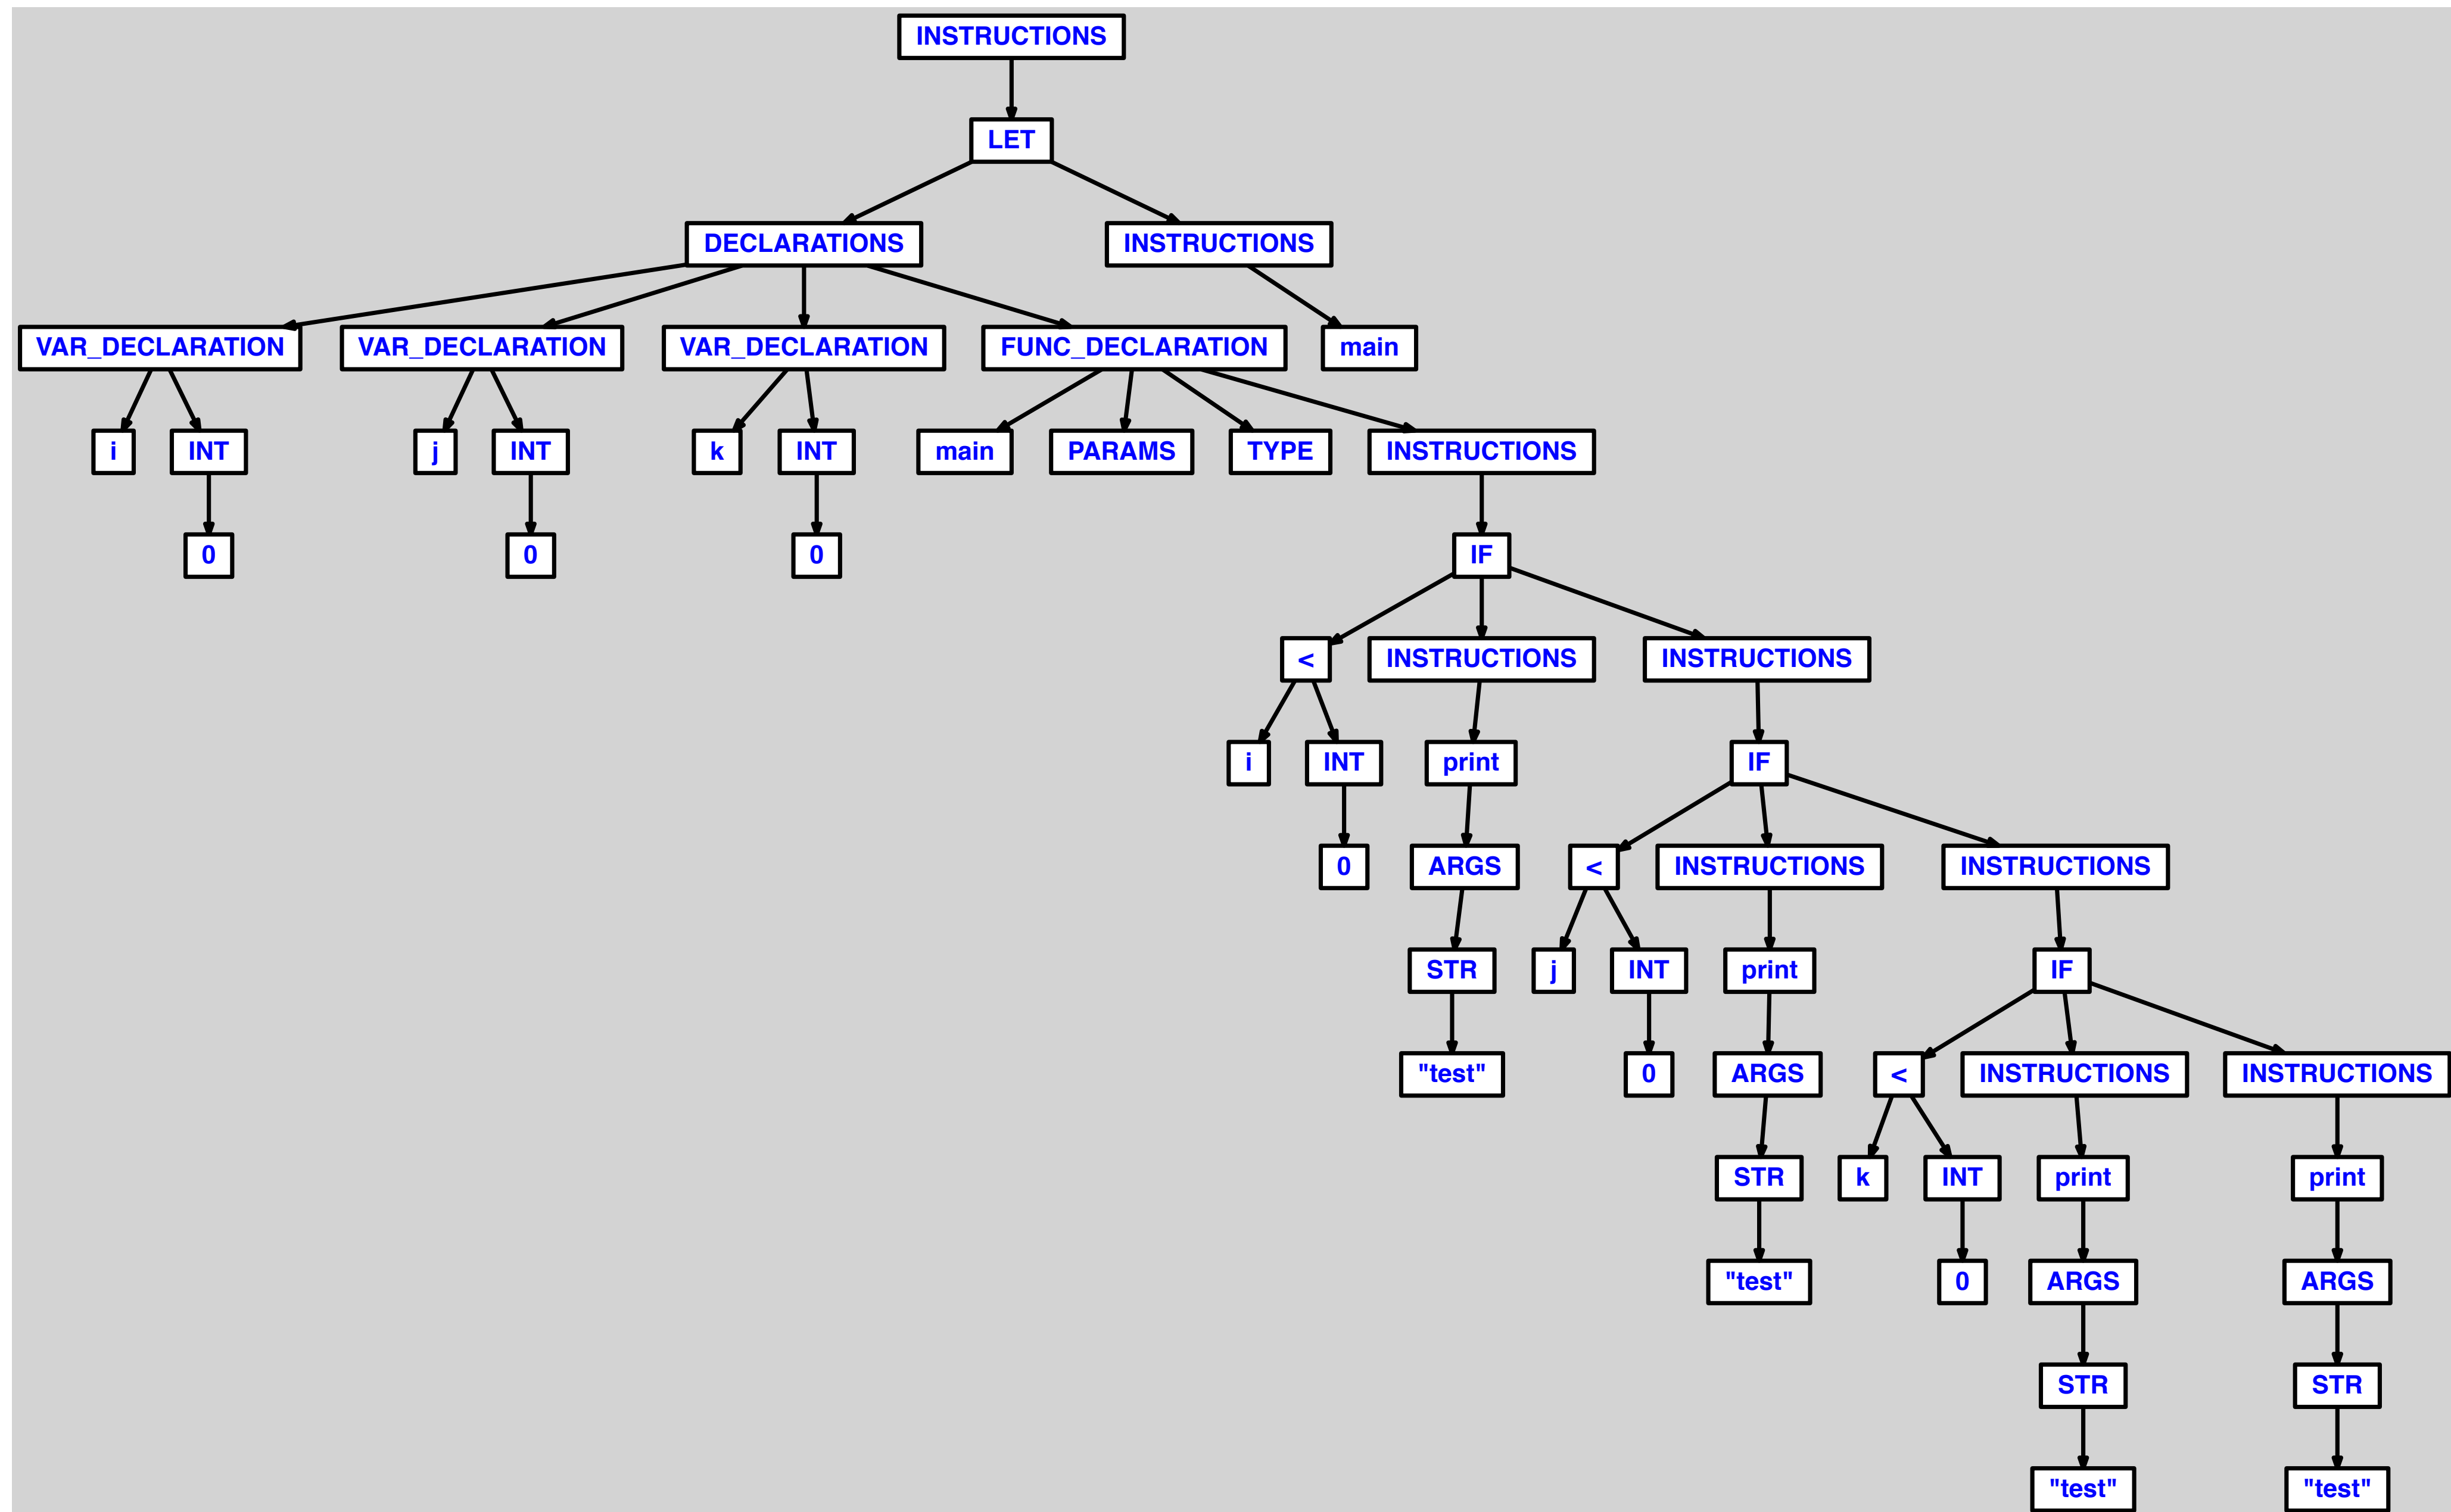 INSTRUCTIONS
LET
DECLARATIONS INSTRUCTIONS
VAR_DECLARATION VAR_DECLARATION VAR_DECLARATION FUNC_DECLARATION main
i INT j INT k INT main PARAMS TYPE INSTRUCTIONS
0 0 0 IF
< INSTRUCTIONS INSTRUCTIONS
i INT print IF
0 ARGS < INSTRUCTIONS INSTRUCTIONS
STR j INT print IF
"test" 0 ARGS < INSTRUCTIONS INSTRUCTIONS
STR k INT print print
"test" 0 ARGS ARGS
STR STR
"test" "test"